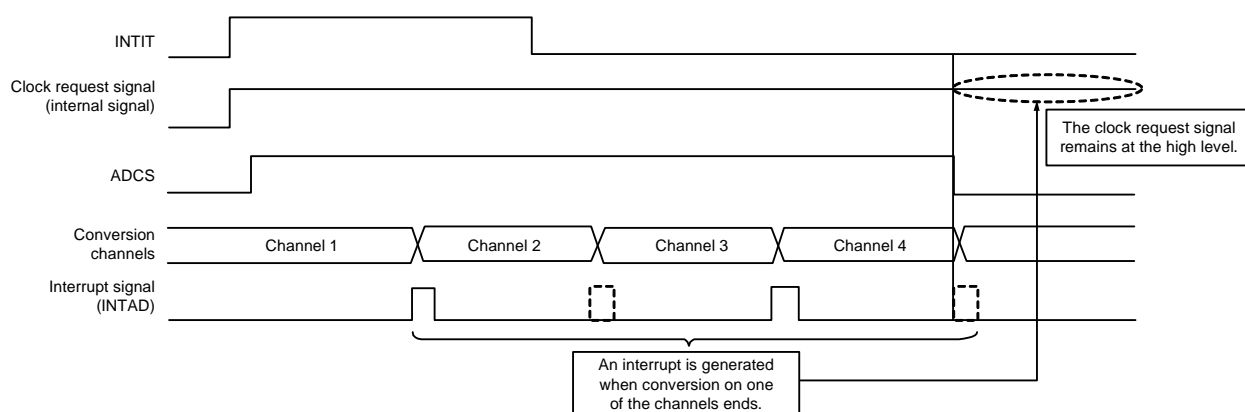 INTIT
Clock request signal
(internal signal)
The clock request signal
remains at the high level.
ADCS
Conversion
channels
Channel 1
Channel 2
Channel 3
Channel 4
Interrupt signal
(INTAD)
An interrupt is generated
when conversion on one
of the channels ends.